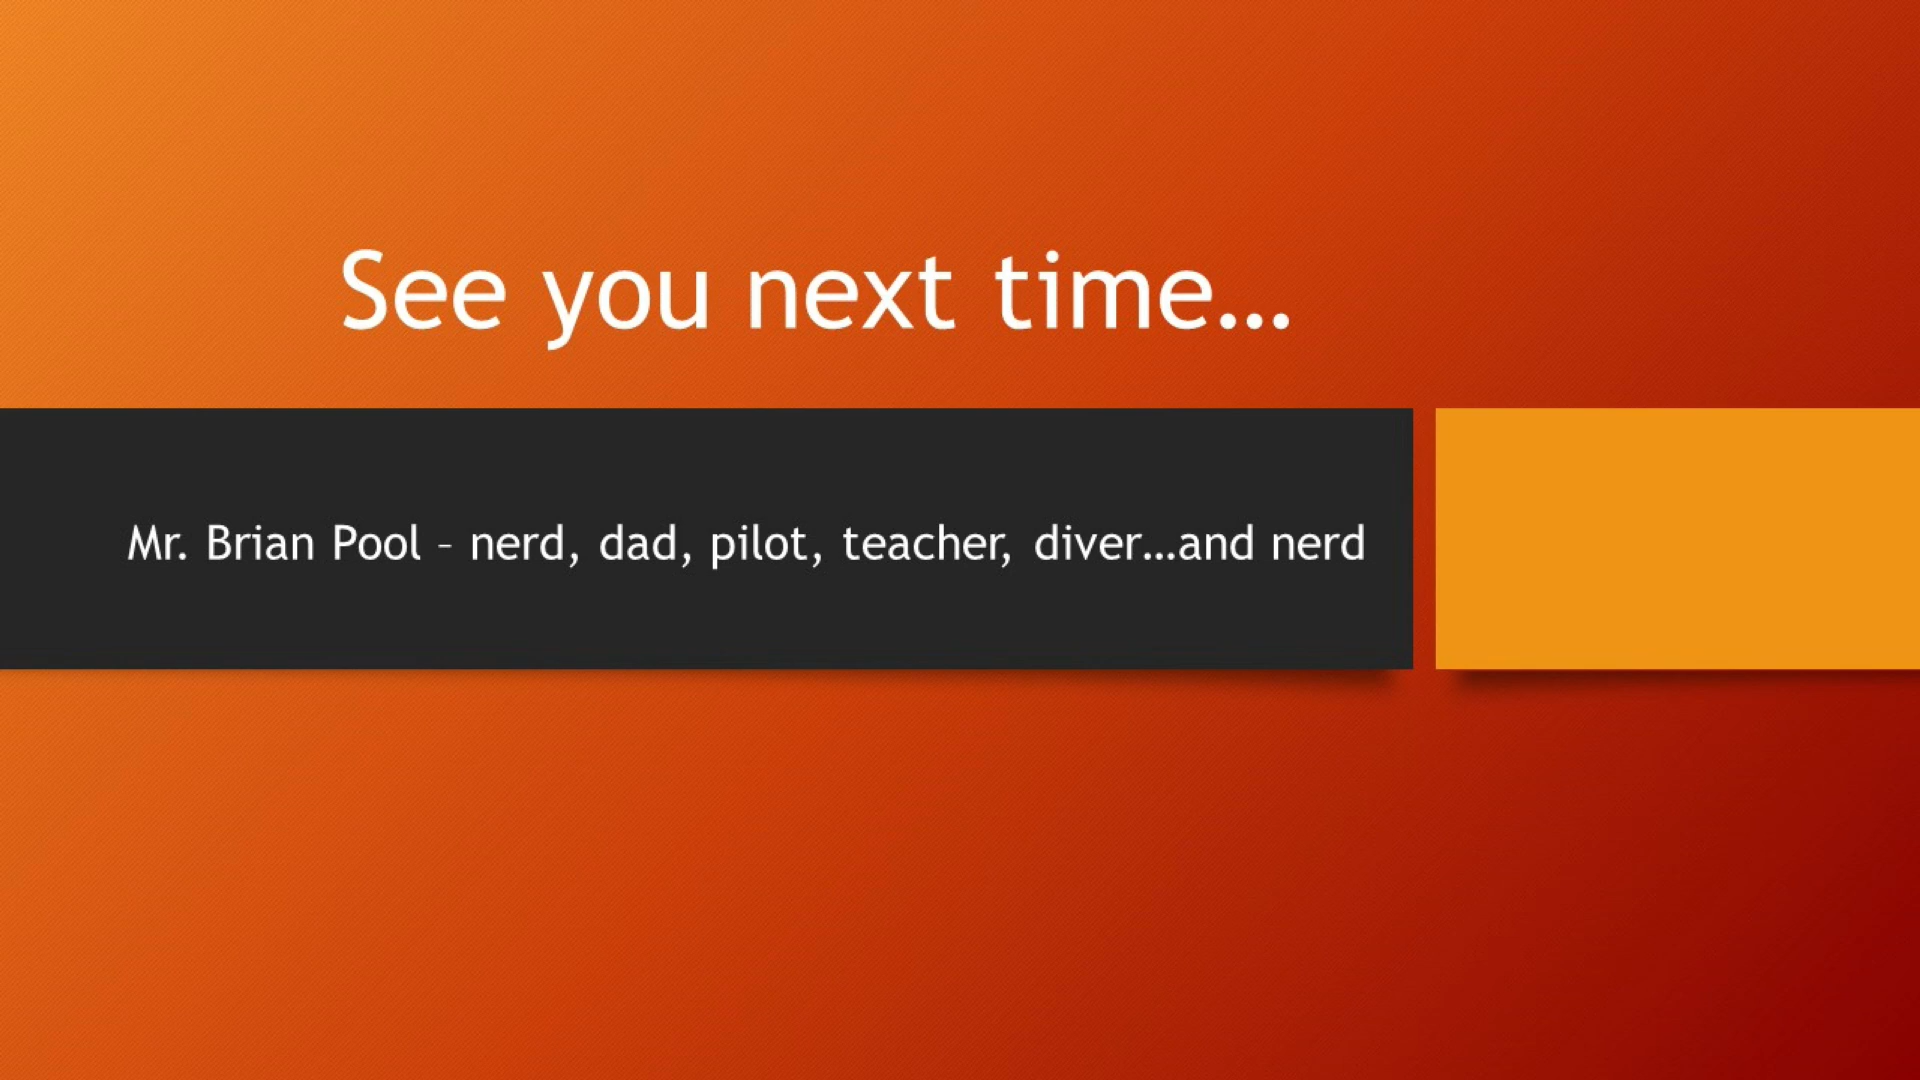 See you next time…
Mr. Brian Pool – nerd, dad, pilot, teacher, diver…and nerd